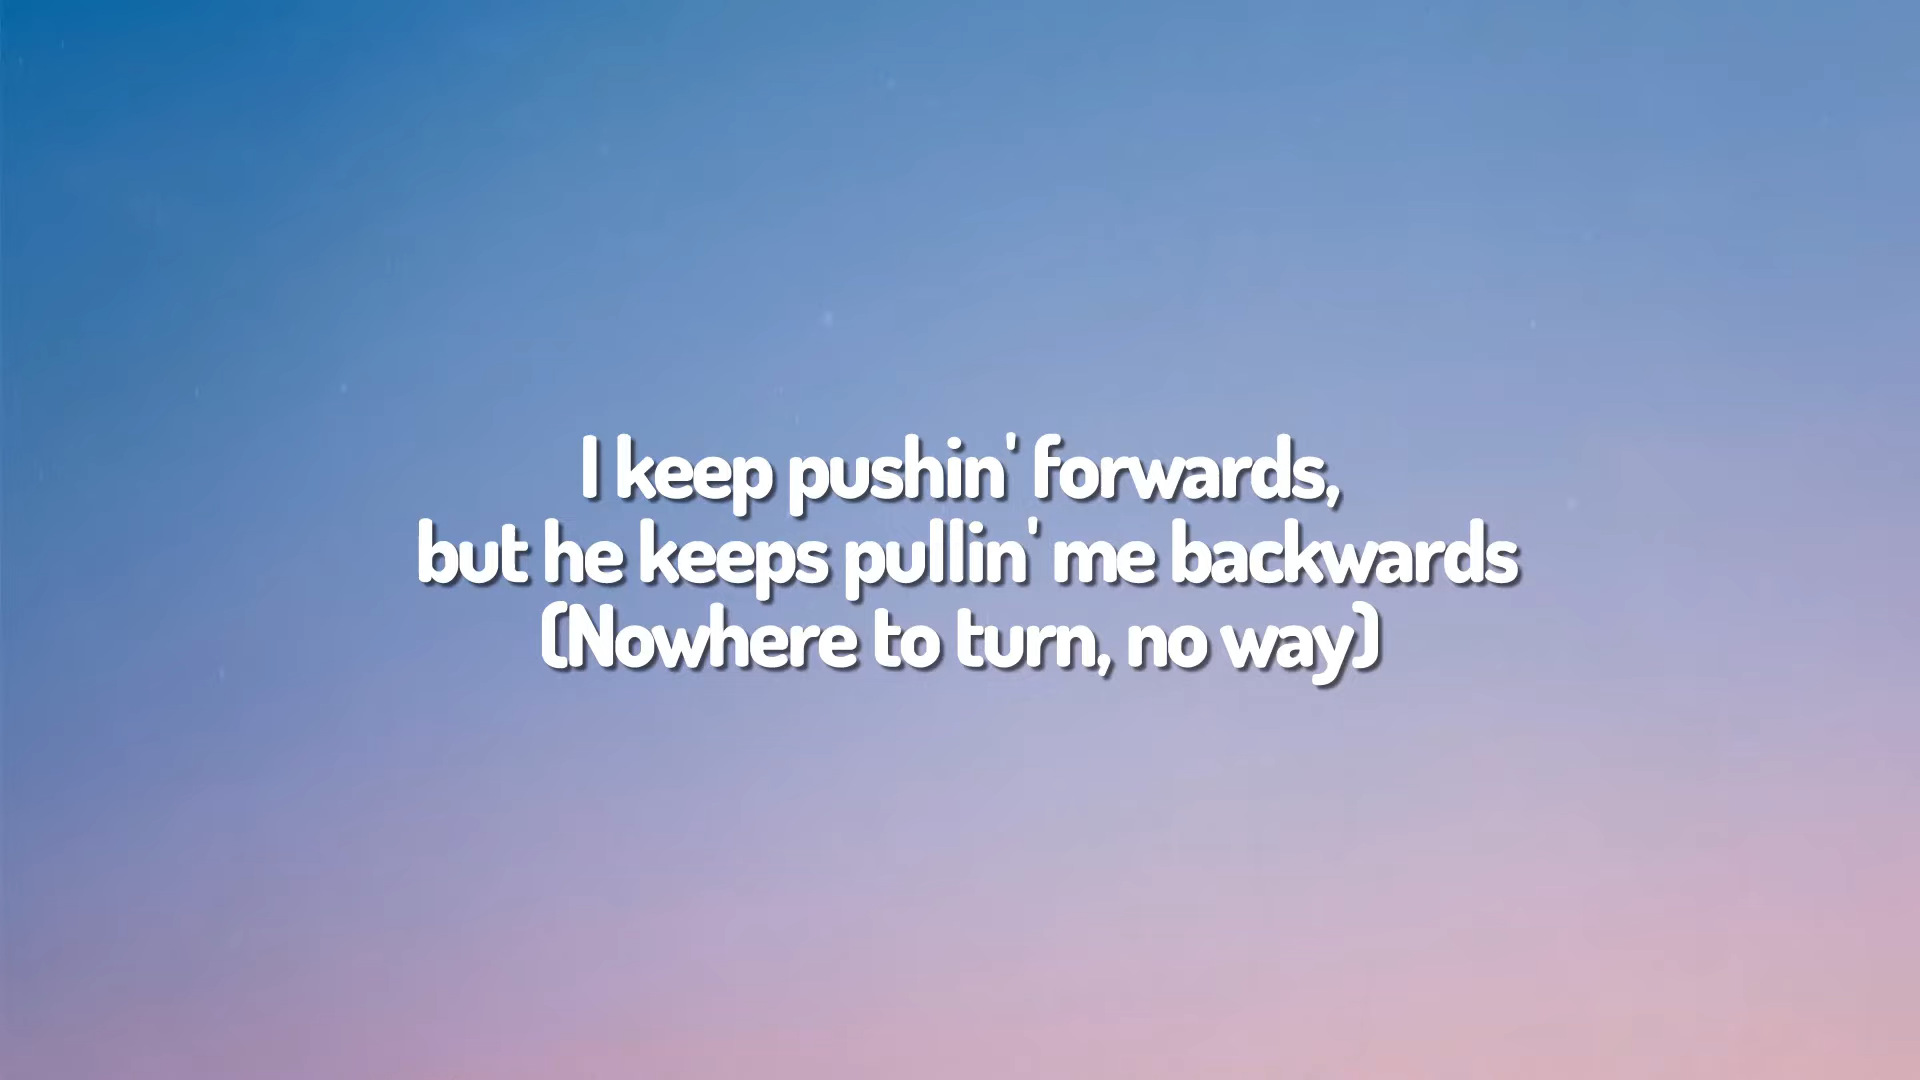 I keep pushin' forwards,
but he keeps pullin' me backwards
(Nowhere to turn, no way)